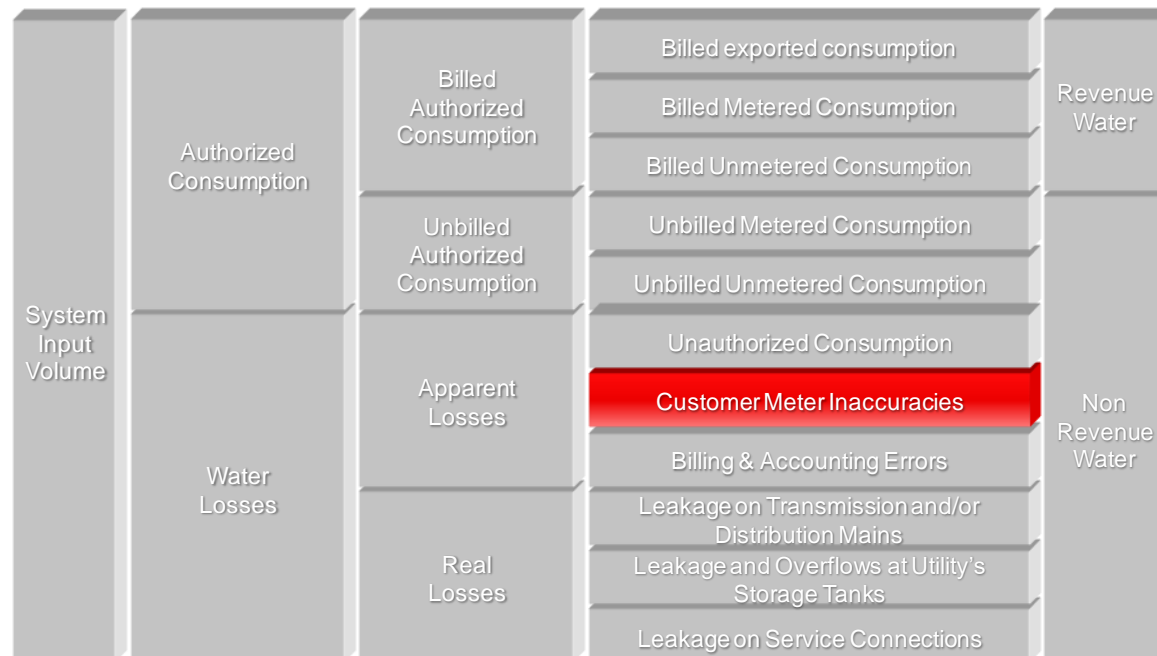 System
Input
Volume
Authorized
Consumption
Water
Losses
Billed
Authorized
Consumption
Unbilled
Authorized
Consumption
Apparent
Losses
Real
Losses
Billed exported consumption
Billed Metered Consumption
Billed Unmetered Consumption
Unbilled Metered Consumption
Unbilled Unmetered Consumption
Unauthorized Consumption
Customer Meter Inaccuracies
Billing & Accounting Errors
Leakage on Transmission and/or
Distribution Mains
Leakage and Overflows at Utility’s
Storage Tanks
Leakage on Service Connections
Revenue
Water
Non
Revenue
Water